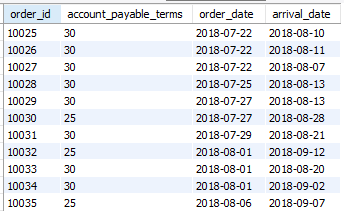 order_id account_payable_terms order_date arrival_date
10025 30 2018-07-22 2018-08-10
10026 30 2018-07-22 2018-08-11
10027 30 2018-07-22 2018-08-07
10028 30 2018-07-25 2018-08-13
10029 30 2018-07-27 2018-08-13
10030 25 2018-07-27 2018-08-28
10031 30 2018-07-29 2018-08-21
10032 25 2018-08-01 2018-09-12
10033 30 2018-08-01 2018-08-20
10034 30 2018-08-01 2018-09-02
10035 25 2018-08-06 2018-09-07